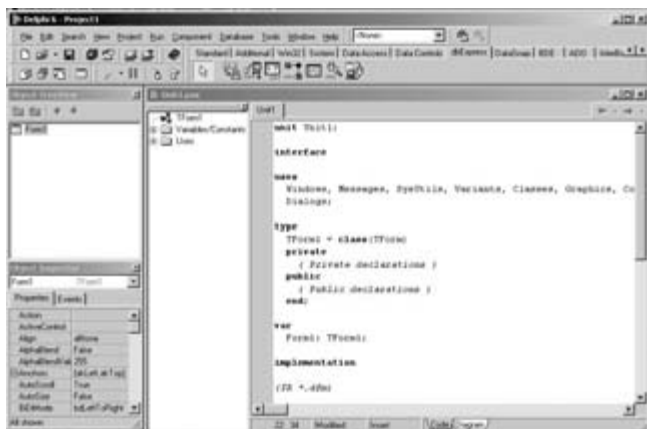 Delphi 6 - Project1
File Edit Search View Project Run Component Database Tools Window Help <None>
Standard Additional Win32 System Data Access Data Controls dbExpress DataSnap BDE ADO
Object TreeView
Form1
Unit1.pas
TForm1
Variables/Constants
Uses
Unit1
unit Unit1;
interface
uses
Windows, Messages, SysUtils, Variants, Classes, Graphics, Co
Dialogs;
type
TForm1 = class(TForm)
private
{ Private declarations }
public
{ Public declarations }
end;
var
Form1: TForm1;
implementation
{$R *.dfm}
22: 34 Modified Insert Code Diagram
Object Inspector
Form1 TForm1
Properties Events
Action
ActiveControl
Align alNone
AlphaBlend False
AlphaBlendVal 255
Anchors [akLeft,akTop]
AutoScroll True
AutoSize False
BiDiMode bdLeftToRight
All shown